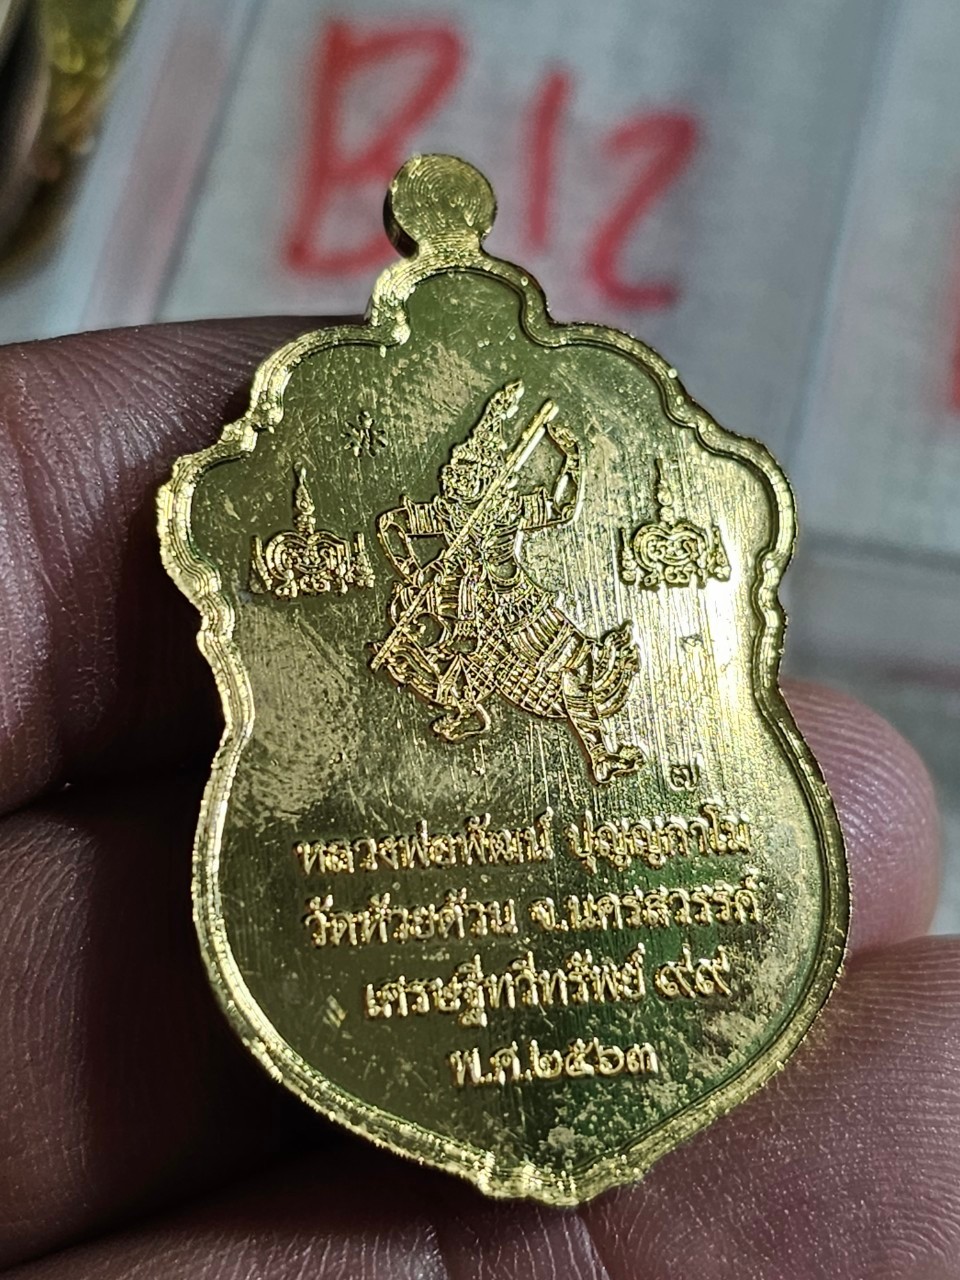 B12
๗
หลวงพ่อพัฒน์ ปุญญกาโม
วัดห้วยด้วน จ.นครสวรรค์
เศรษฐีทวีทรัพย์ ๙๙
พ.ศ.๒๕๖๓